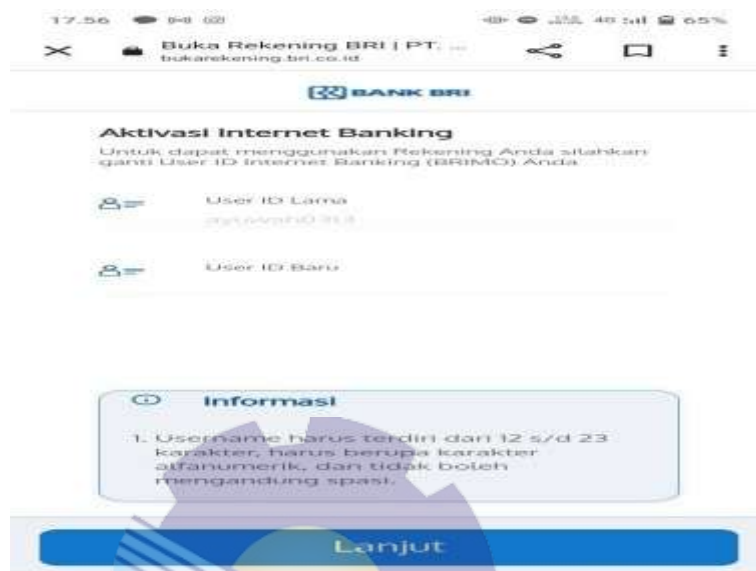 17.56
65%
Buka Rekening BRI | PT. ...
bukarekening.bri.co.id
BANK BRI
Aktivasi Internet Banking
Untuk dapat menggunakan Rekening Anda silahkan
ganti User ID Internet Banking (BRIMO) Anda
User ID Lama
User ID Baru
Informasi
1. Username harus terdiri dari 12 s/d 23
karakter, harus berupa karakter
alfanumerik, dan tidak boleh
mengandung spasi.
Lanjut